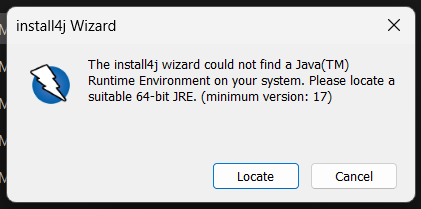 install4j Wizard
The install4j wizard could not find a Java(TM)
Runtime Environment on your system. Please locate a
suitable 64-bit JRE. (minimum version: 17)
Locate
Cancel